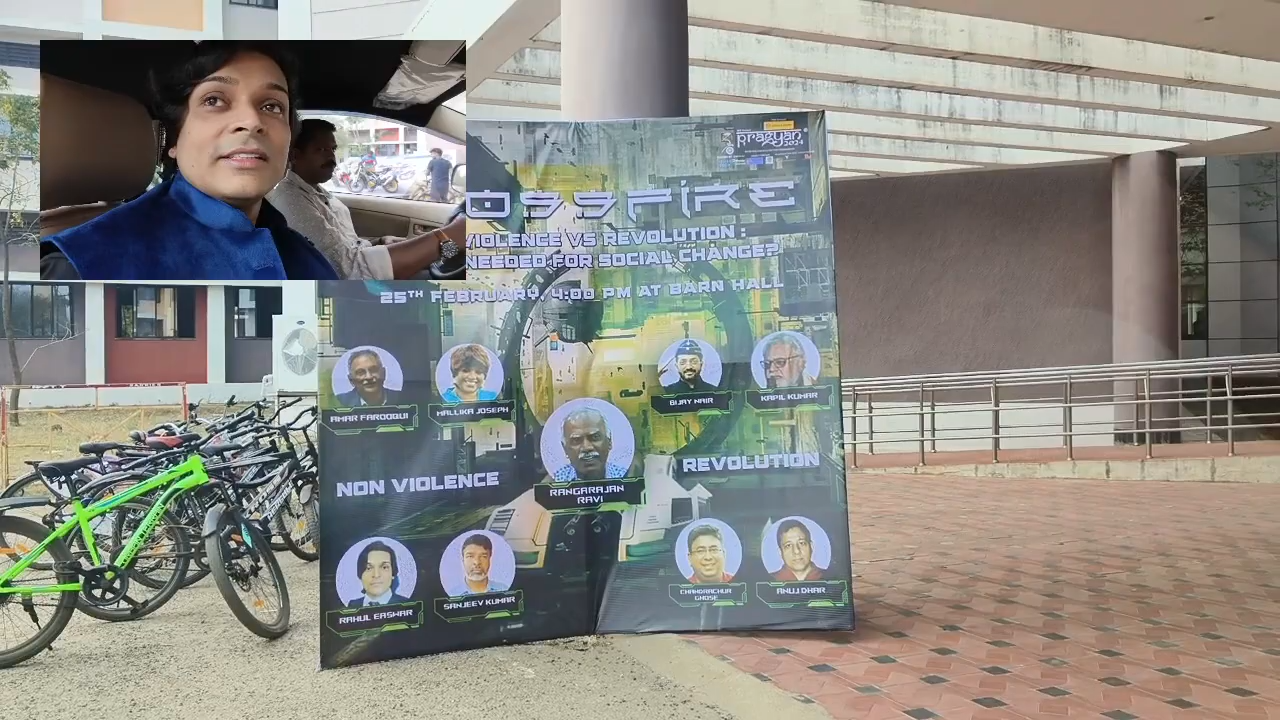 pragyan
2024
OSSFIRE
VIOLENCE VS REVOLUTION :
NEEDED FOR SOCIAL CHANGE?
25TH FEBRUARY, 4:00 PM AT BARN HALL
AMAR FAROOQUI
MALLIKA JOSEPH
BIJAY NAIR
KAPIL KUMAR
NON VIOLENCE
RANGARAJAN
RAVI
REVOLUTION
RAHUL EASWAR
SANJEEV KUMAR
CHANDRACHUR
GHOSE
ANUJ DHAR